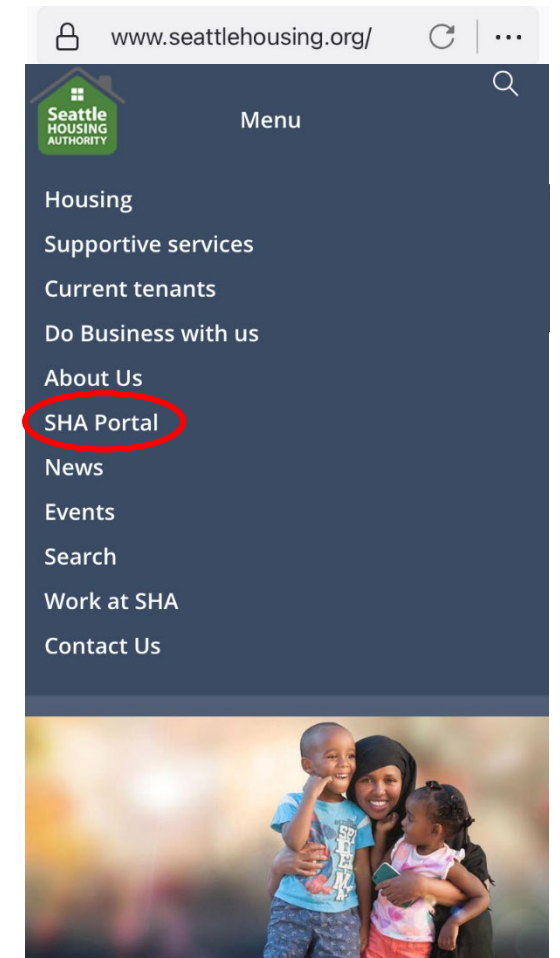 www.seattlehousing.org/
Seattle
HOUSING
AUTHORITY
Menu
Housing
Supportive services
Current tenants
Do Business with us
About Us
SHA Portal
News
Events
Search
Work at SHA
Contact Us